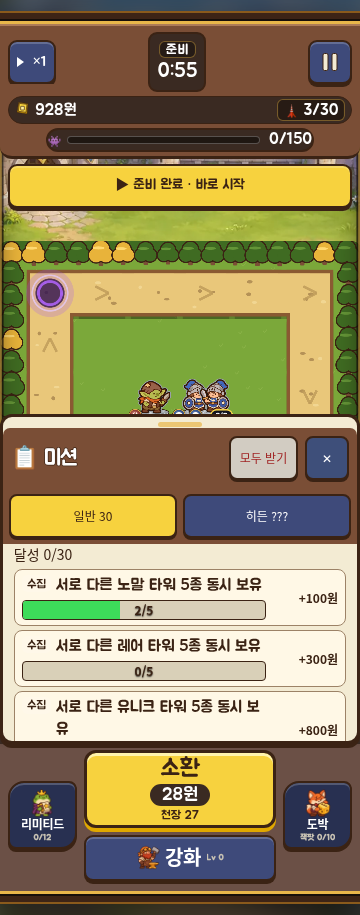 ×1
준비
0:55
928원
3/30
0/150
▶ 준비 완료 · 바로 시작
미션
모두 받기
×
일반 30
히든 ???
달성 0/30
수집 서로 다른 노말 타워 5종 동시 보유
2/5
+100원
수집 서로 다른 레어 타워 5종 동시 보유
0/5
+300원
수집 서로 다른 유니크 타워 5종 동시 보
유
+800원
리미티드
0/12
소환
28원
천장 27
도박
잭팟 0/10
강화 Lv 0